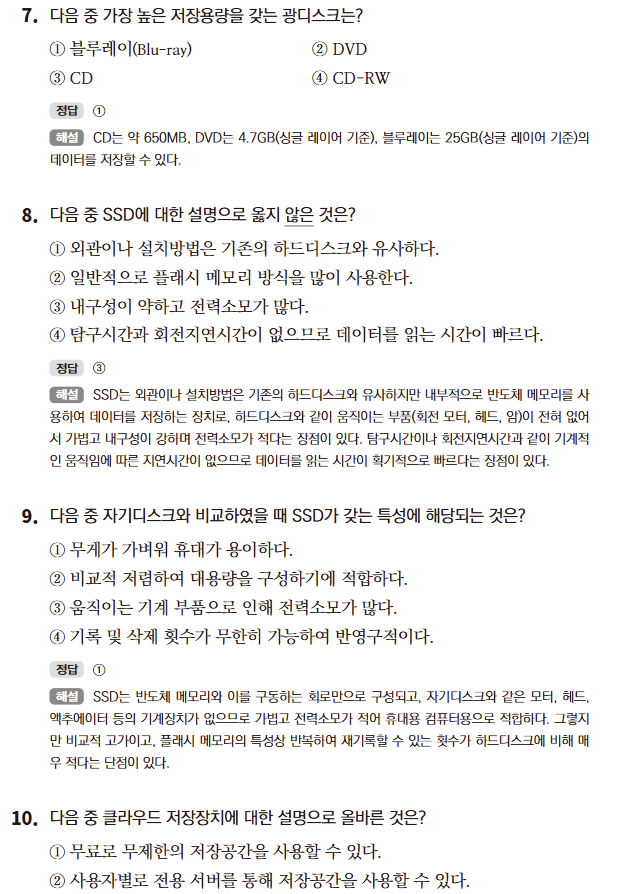 7. 다음 중 가장 높은 저장용량을 갖는 광디스크는?
① 블루레이(Blu-ray) ② DVD
③ CD ④ CD-RW
정답 ①
해설 CD는 약 650MB, DVD는 4.7GB(싱글 레이어 기준), 블루레이는 25GB(싱글 레이어 기준)의
데이터를 저장할 수 있다.
8. 다음 중 SSD에 대한 설명으로 옳지 않은 것은?
① 외관이나 설치방법은 기존의 하드디스크와 유사하다.
② 일반적으로 플래시 메모리 방식을 많이 사용한다.
③ 내구성이 약하고 전력소모가 많다.
④ 탐구시간과 회전지연시간이 없으므로 데이터를 읽는 시간이 빠르다.
정답 ③
해설 SSD는 외관이나 설치방법은 기존의 하드디스크와 유사하지만 내부적으로 반도체 메모리를 사
용하여 데이터를 저장하는 장치로, 하드디스크와 같이 움직이는 부품(회전 모터, 헤드, 암)이 전혀 없어
서 가볍고 내구성이 강하며 전력소모가 적다는 장점이 있다. 탐구시간이나 회전지연시간과 같이 기계적
인 움직임에 따른 지연시간이 없으므로 데이터를 읽는 시간이 획기적으로 빠르다는 장점이 있다.
9. 다음 중 자기디스크와 비교하였을 때 SSD가 갖는 특성에 해당되는 것은?
① 무게가 가벼워 휴대가 용이하다.
② 비교적 저렴하여 대용량을 구성하기에 적합하다.
③ 움직이는 기계 부품으로 인해 전력소모가 많다.
④ 기록 및 삭제 횟수가 무한히 가능하여 반영구적이다.
정답 ①
해설 SSD는 반도체 메모리와 이를 구동하는 회로만으로 구성되고, 자기디스크와 같은 모터, 헤드,
액추에이터 등의 기계장치가 없으므로 가볍고 전력소모가 적어 휴대용 컴퓨터용으로 적합하다. 그렇지
만 비교적 고가이고, 플래시 메모리의 특성상 반복하여 재기록할 수 있는 횟수가 하드디스크에 비해 매
우 적다는 단점이 있다.
10. 다음 중 클라우드 저장장치에 대한 설명으로 올바른 것은?
① 무료로 무제한의 저장공간을 사용할 수 있다.
② 사용자별로 전용 서버를 통해 저장공간을 사용할 수 있다.